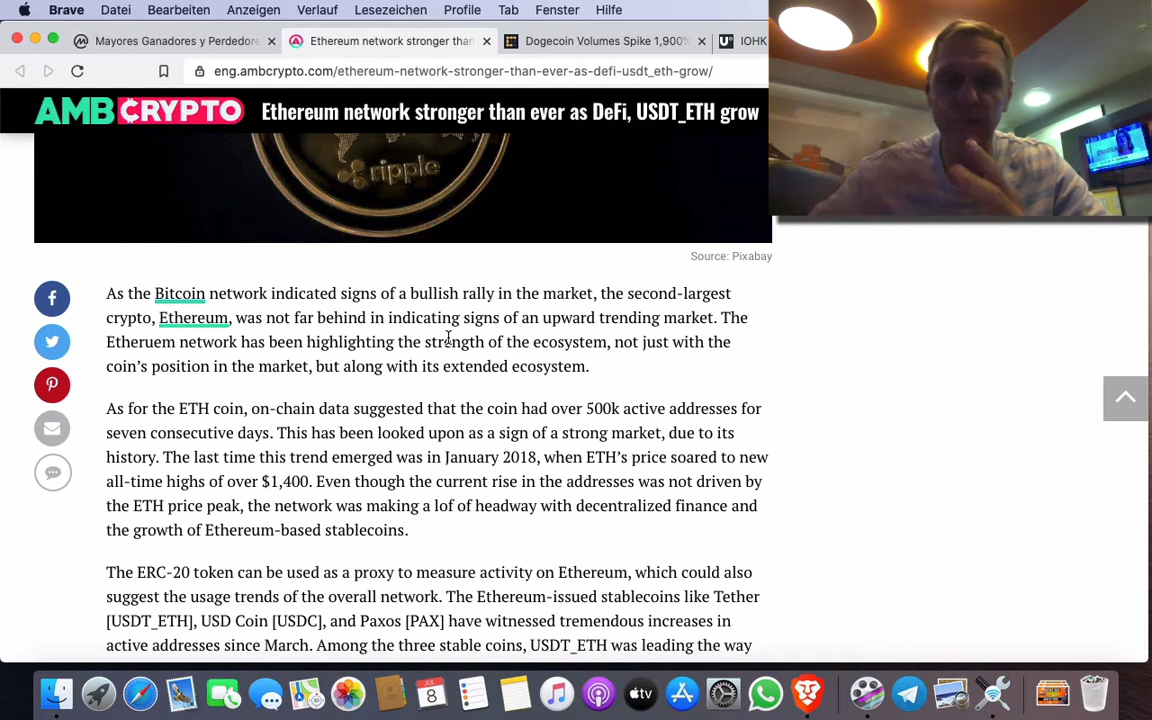 Brave Datei Bearbeiten Anzeigen Verlauf Lesezeichen Profile Tab Fenster Hilfe
Mayores Ganadores y Perdedore
Ethereum network stronger than
Dogecoin Volumes Spike 1,900%
IOHK
eng.ambcrypto.com/ethereum-network-stronger-than-ever-as-defi-usdt_eth-grow/
AMBCRYPTO Ethereum network stronger than ever as DeFi, USDT_ETH grow
ripple
Source: Pixabay
As the Bitcoin network indicated signs of a bullish rally in the market, the second-largest
crypto, Ethereum, was not far behind in indicating signs of an upward trending market. The
Etheruem network has been highlighting the strength of the ecosystem, not just with the
coin's position in the market, but along with its extended ecosystem.
As for the ETH coin, on-chain data suggested that the coin had over 500k active addresses for
seven consecutive days. This has been looked upon as a sign of a strong market, due to its
history. The last time this trend emerged was in January 2018, when ETH's price soared to new
all-time highs of over $1,400. Even though the current rise in the addresses was not driven by
the ETH price peak, the network was making a lof of headway with decentralized finance and
the growth of Ethereum-based stablecoins.
The ERC-20 token can be used as a proxy to measure activity on Ethereum, which could also
suggest the usage trends of the overall network. The Ethereum-issued stablecoins like Tether
[USDT_ETH], USD Coin [USDC], and Paxos [PAX] have witnessed tremendous increases in
active addresses since March. Among the three stable coins, USDT_ETH was leading the way
JUL
8
tv